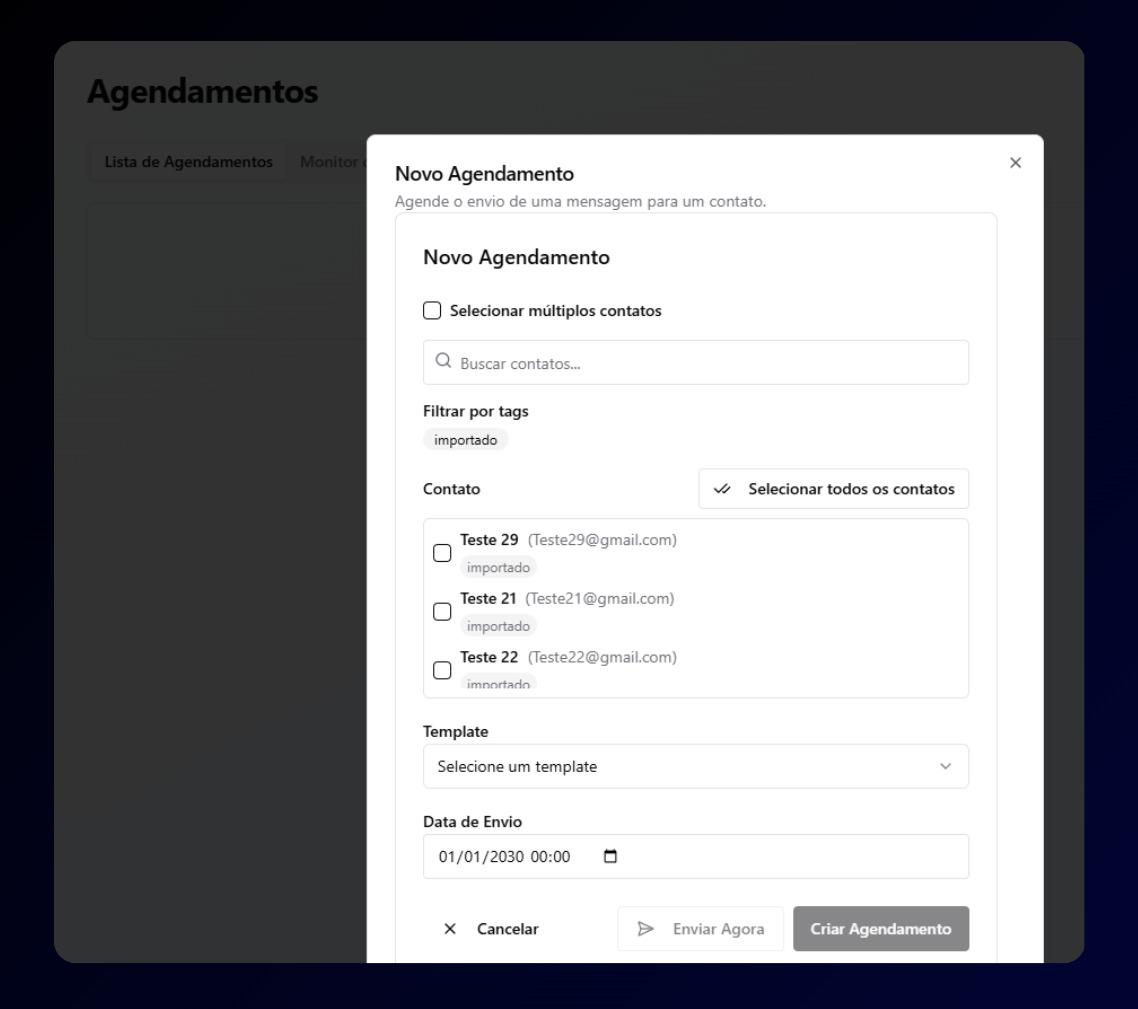 Agendamentos
Lista de Agendamentos Monitor
Novo Agendamento
Agende o envio de uma mensagem para um contato.
Novo Agendamento
Selecionar múltiplos contatos
Buscar contatos...
Filtrar por tags
importado
Contato
Selecionar todos os contatos
Teste 29 (Teste29@gmail.com)
importado
Teste 21 (Teste21@gmail.com)
importado
Teste 22 (Teste22@gmail.com)
importado
Template
Selecione um template
Data de Envio
01/01/2030 00:00
Cancelar Enviar Agora Criar Agendamento